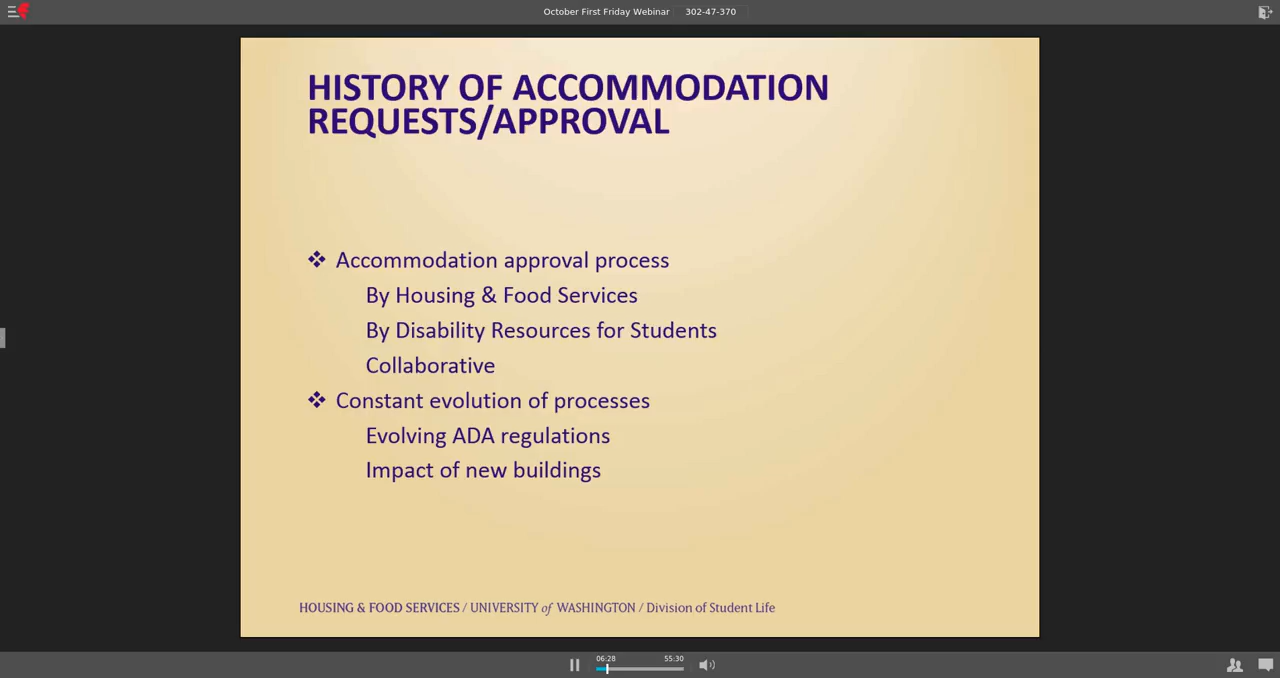 October First Friday Webinar 302-47-370
HISTORY OF ACCOMMODATION
REQUESTS/APPROVAL
❖ Accommodation approval process
By Housing & Food Services
By Disability Resources for Students
Collaborative
❖ Constant evolution of processes
Evolving ADA regulations
Impact of new buildings
HOUSING & FOOD SERVICES / UNIVERSITY of WASHINGTON / Division of Student Life
06:28 55:30